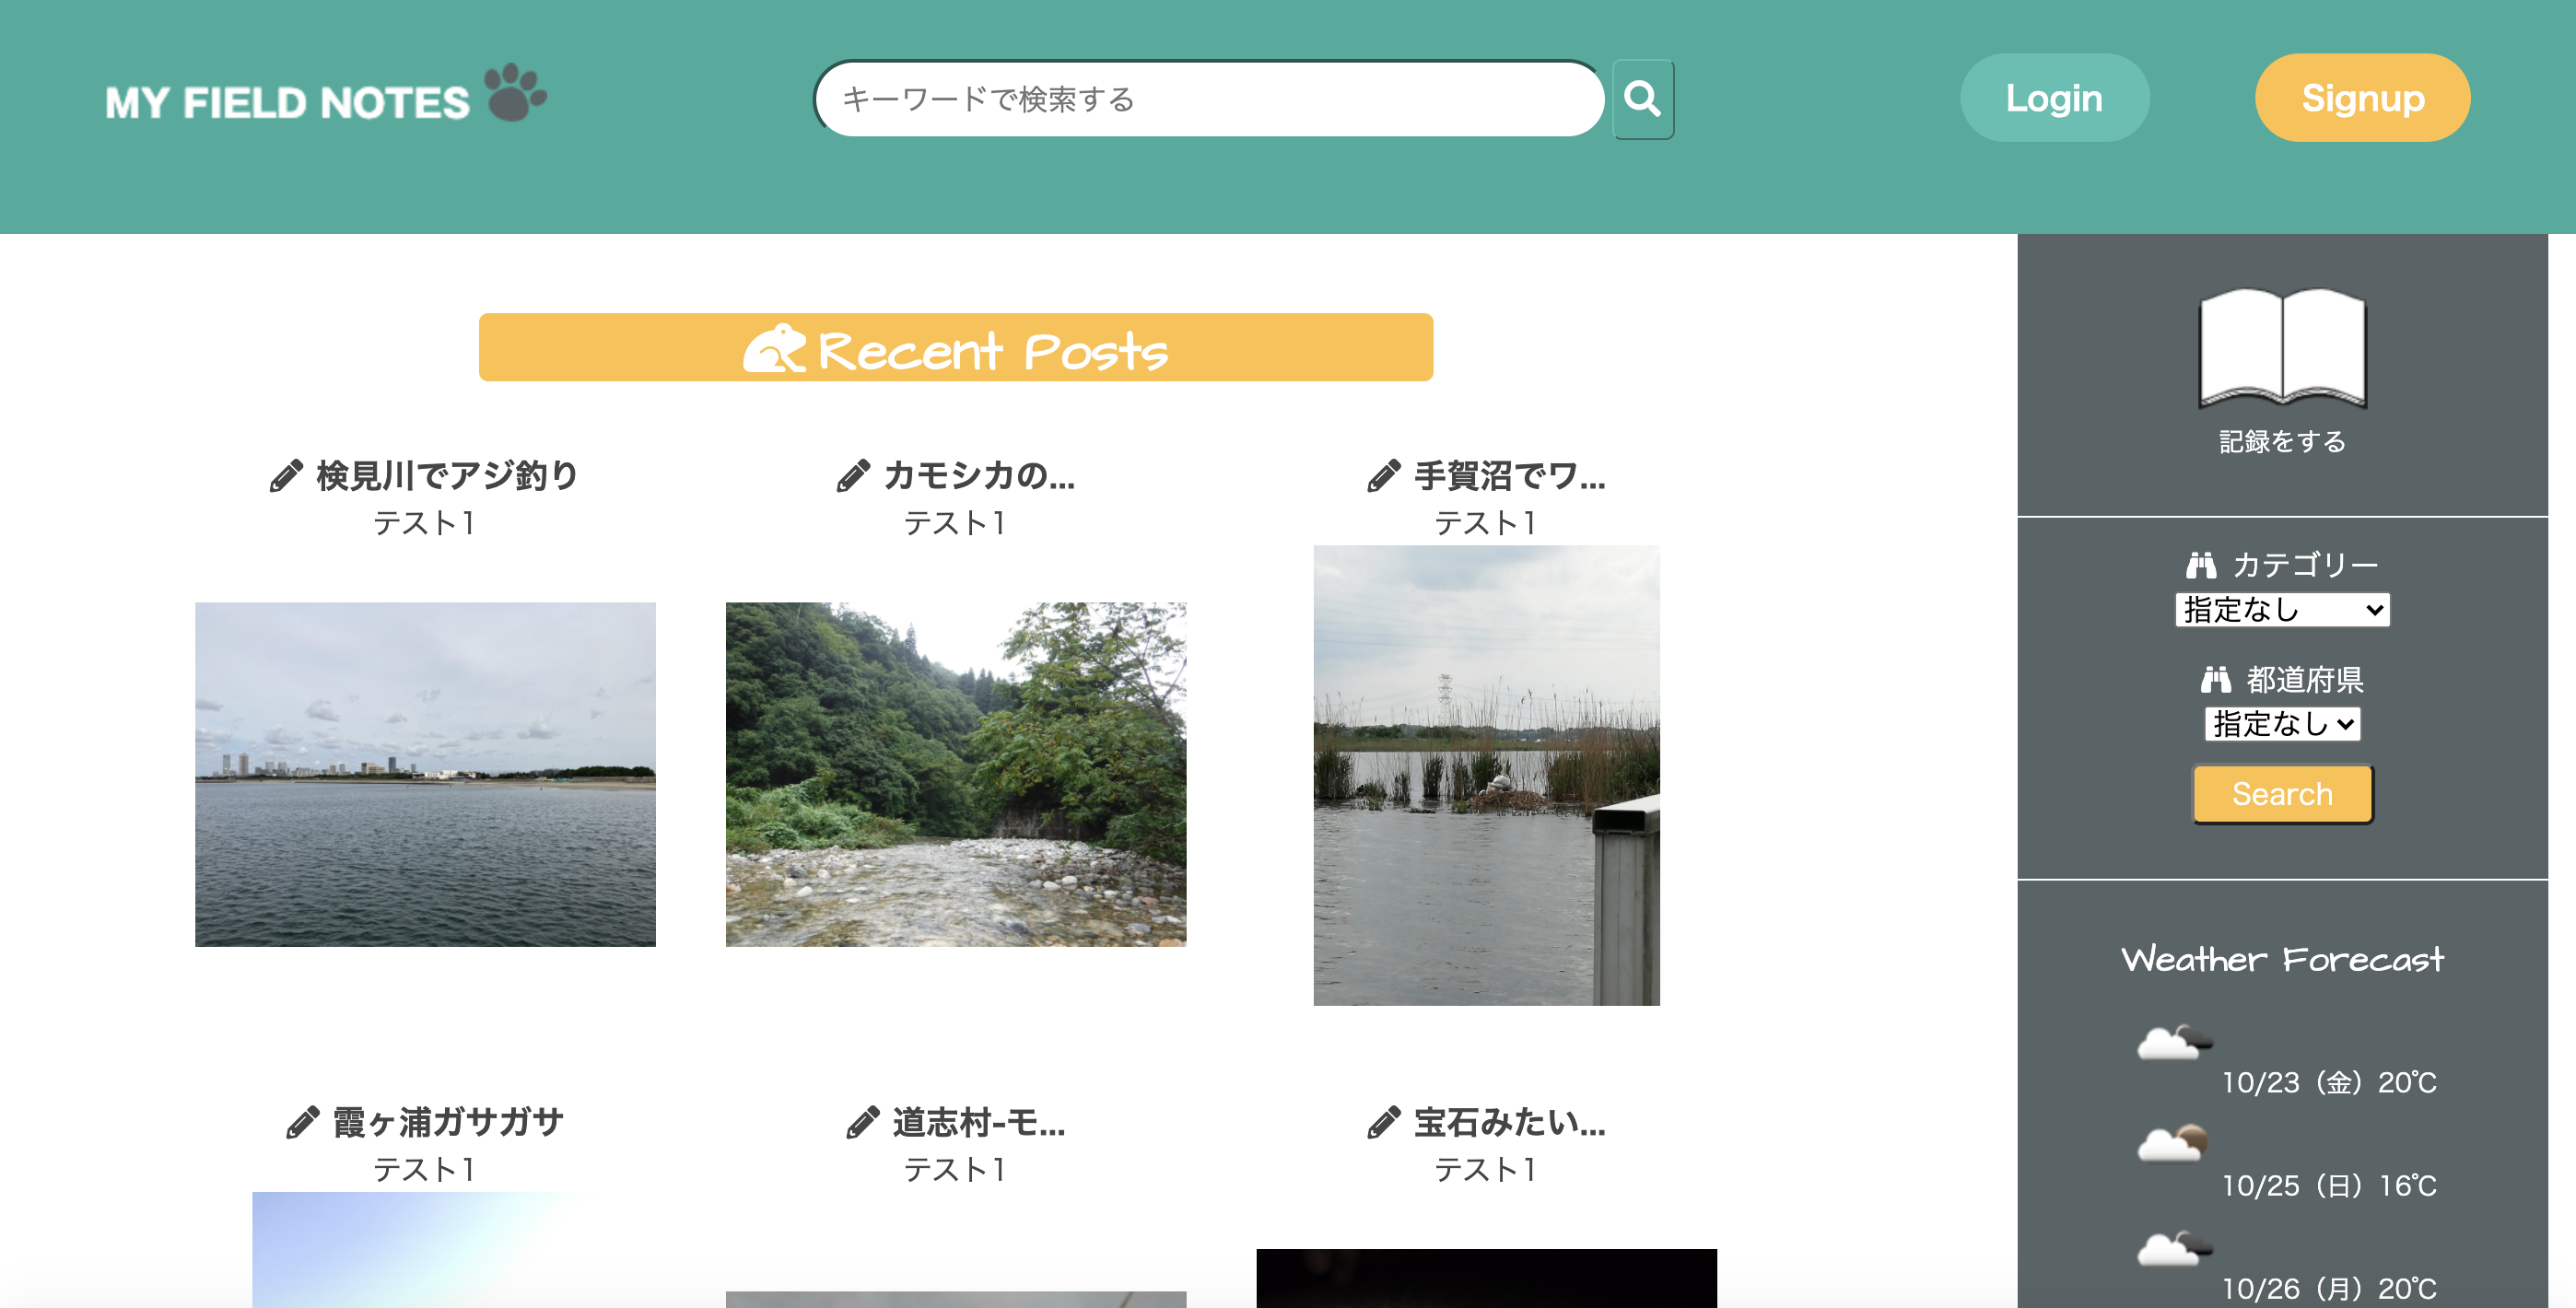 MY FIELD NOTES
キーワードで検索する
Login
Signup
Recent Posts
検見川でアジ釣り
テスト1
カモシカの...
テスト1
手賀沼でワ...
テスト1
霞ヶ浦ガサガサ
テスト1
道志村-モ...
テスト1
宝石みたい...
テスト1
記録をする
カテゴリー
指定なし
都道府県
指定なし
Search
Weather Forecast
10/23（金）20℃
10/25（日）16℃
10/26（月）20℃